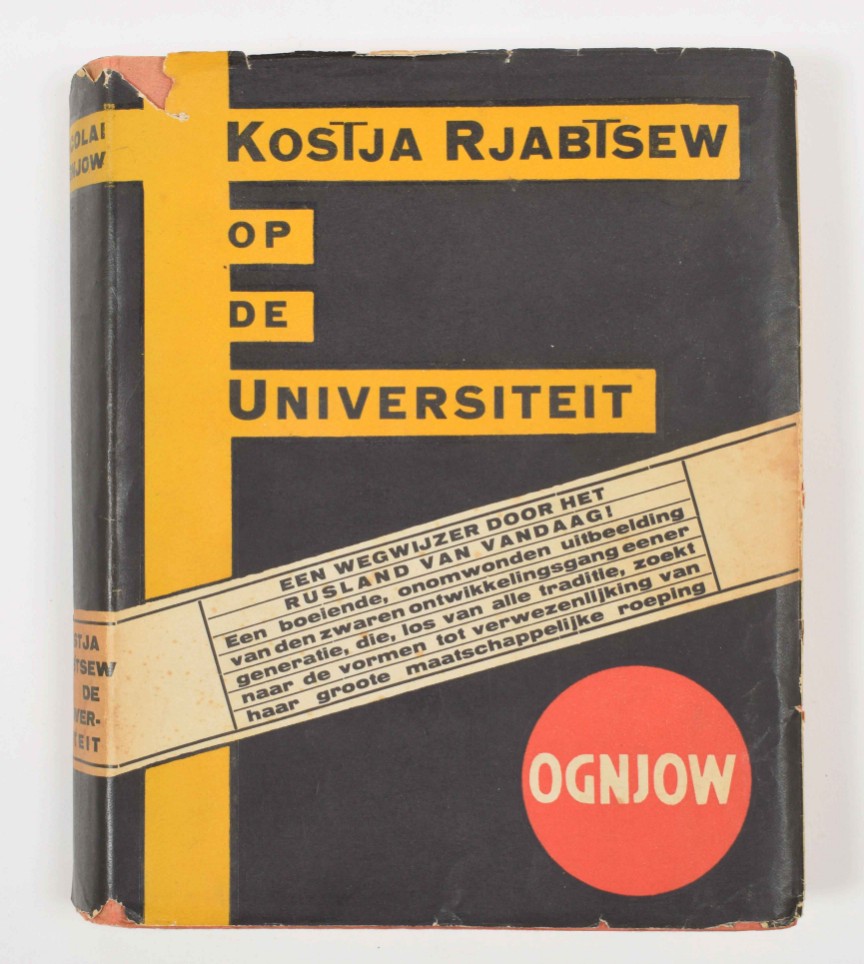 KOSTJA RJABTSEW
OP
DE
UNIVERSITEIT
EEN WEGWIJZER DOOR HET
RUSLAND VAN VANDAAG!
Een boeiende, onomwonden uitbeelding
van den zwaren ontwikkelingsgang eener
generatie, die, los van alle traditie, zoekt
naar de vormen tot verwezenlijking van
haar groote maatschappelijke roeping
OGNJOW
DE